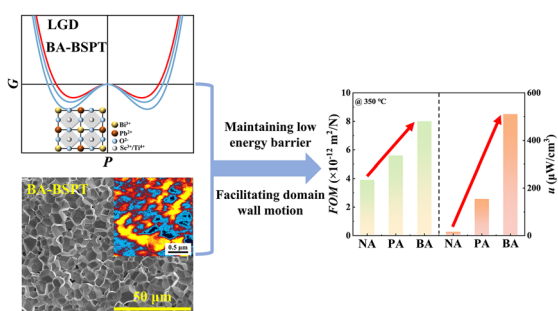 LGD
BA-BSPT
G
P
Bi³⁺
Pb²⁺
O²⁻
Sc³⁺/Ti⁴⁺
BA-BSPT
0.5 μm
50 μm
Maintaining low
energy barrier
Facilitating domain
wall motion
@ 350 ℃
FOM (×10⁻¹² m²/N)
10
8
6
4
2
0
NA PA BA NA PA BA
600
400
200
0
u (μW/cm³)